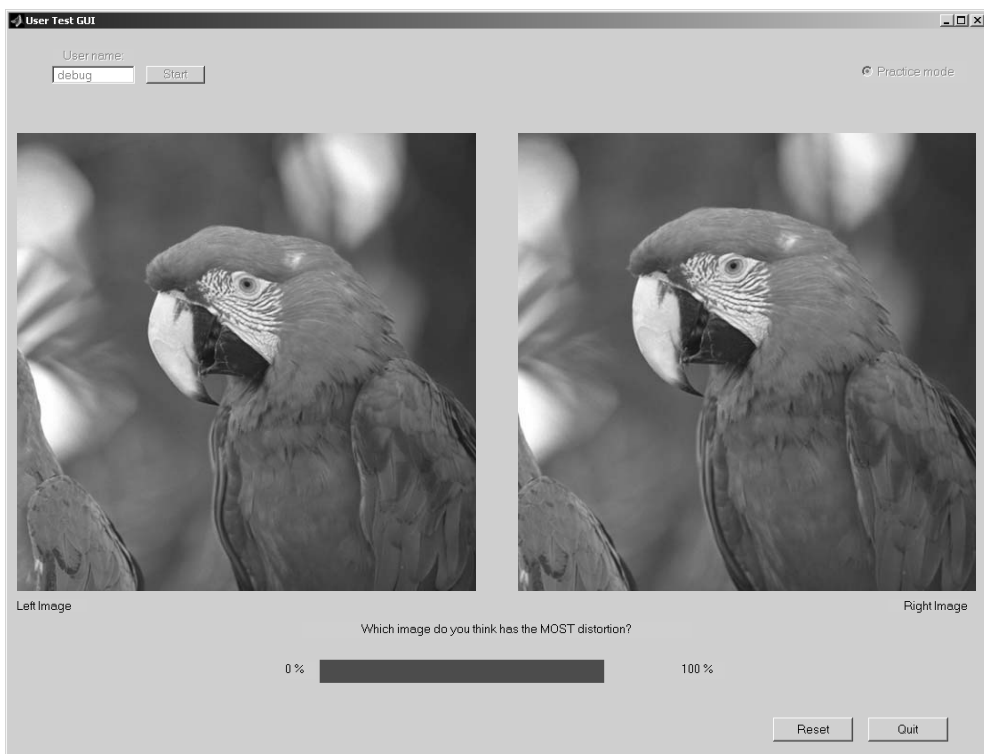 User Test GUI
User name:
debug
Start
Practice mode
Left Image
Right Image
Which image do you think has the MOST distortion?
0 %
100 %
Reset
Quit